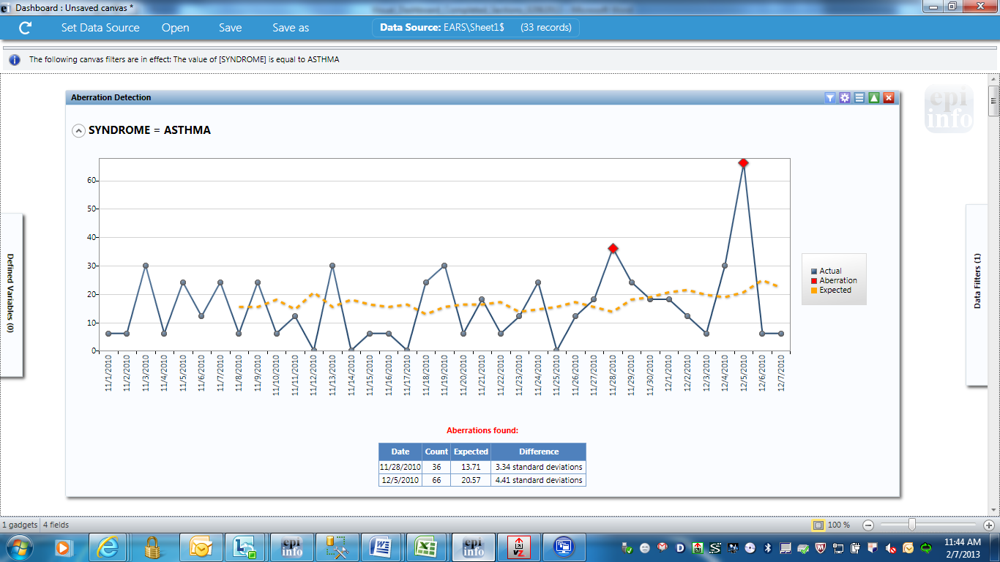 Dashboard : Unsaved canvas *
Set Data Source Open Save Save as Data Source: EARS\Sheet1$ (33 records)
The following canvas filters are in effect: The value of [SYNDROME] is equal to ASTHMA
Aberration Detection
epi
info
SYNDROME = ASTHMA
60
50
40
30
20
10
0
11/1/2010
11/2/2010
11/3/2010
11/4/2010
11/5/2010
11/6/2010
11/7/2010
11/8/2010
11/9/2010
11/10/2010
11/11/2010
11/12/2010
11/13/2010
11/14/2010
11/15/2010
11/16/2010
11/17/2010
11/18/2010
11/19/2010
11/20/2010
11/21/2010
11/22/2010
11/23/2010
11/24/2010
11/25/2010
11/26/2010
11/27/2010
11/28/2010
11/29/2010
11/30/2010
12/1/2010
12/2/2010
12/3/2010
12/4/2010
12/5/2010
12/6/2010
12/7/2010
Actual
Aberration
Expected
Defined Variables (0)
Data Filters (1)
Aberrations found:
Date Count Expected Difference
11/28/2010 36 13.71 3.34 standard deviations
12/5/2010 66 20.57 4.41 standard deviations
1 gadgets 4 fields
100 %
epi
info
epi
info
11:44 AM
2/7/2013